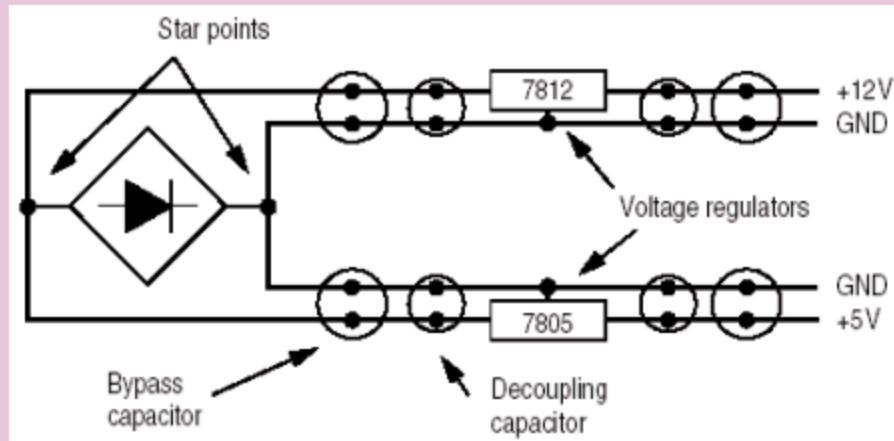 Star points
7812
+12V
GND
Voltage regulators
GND
7805
+5V
Bypass
capacitor
Decoupling
capacitor